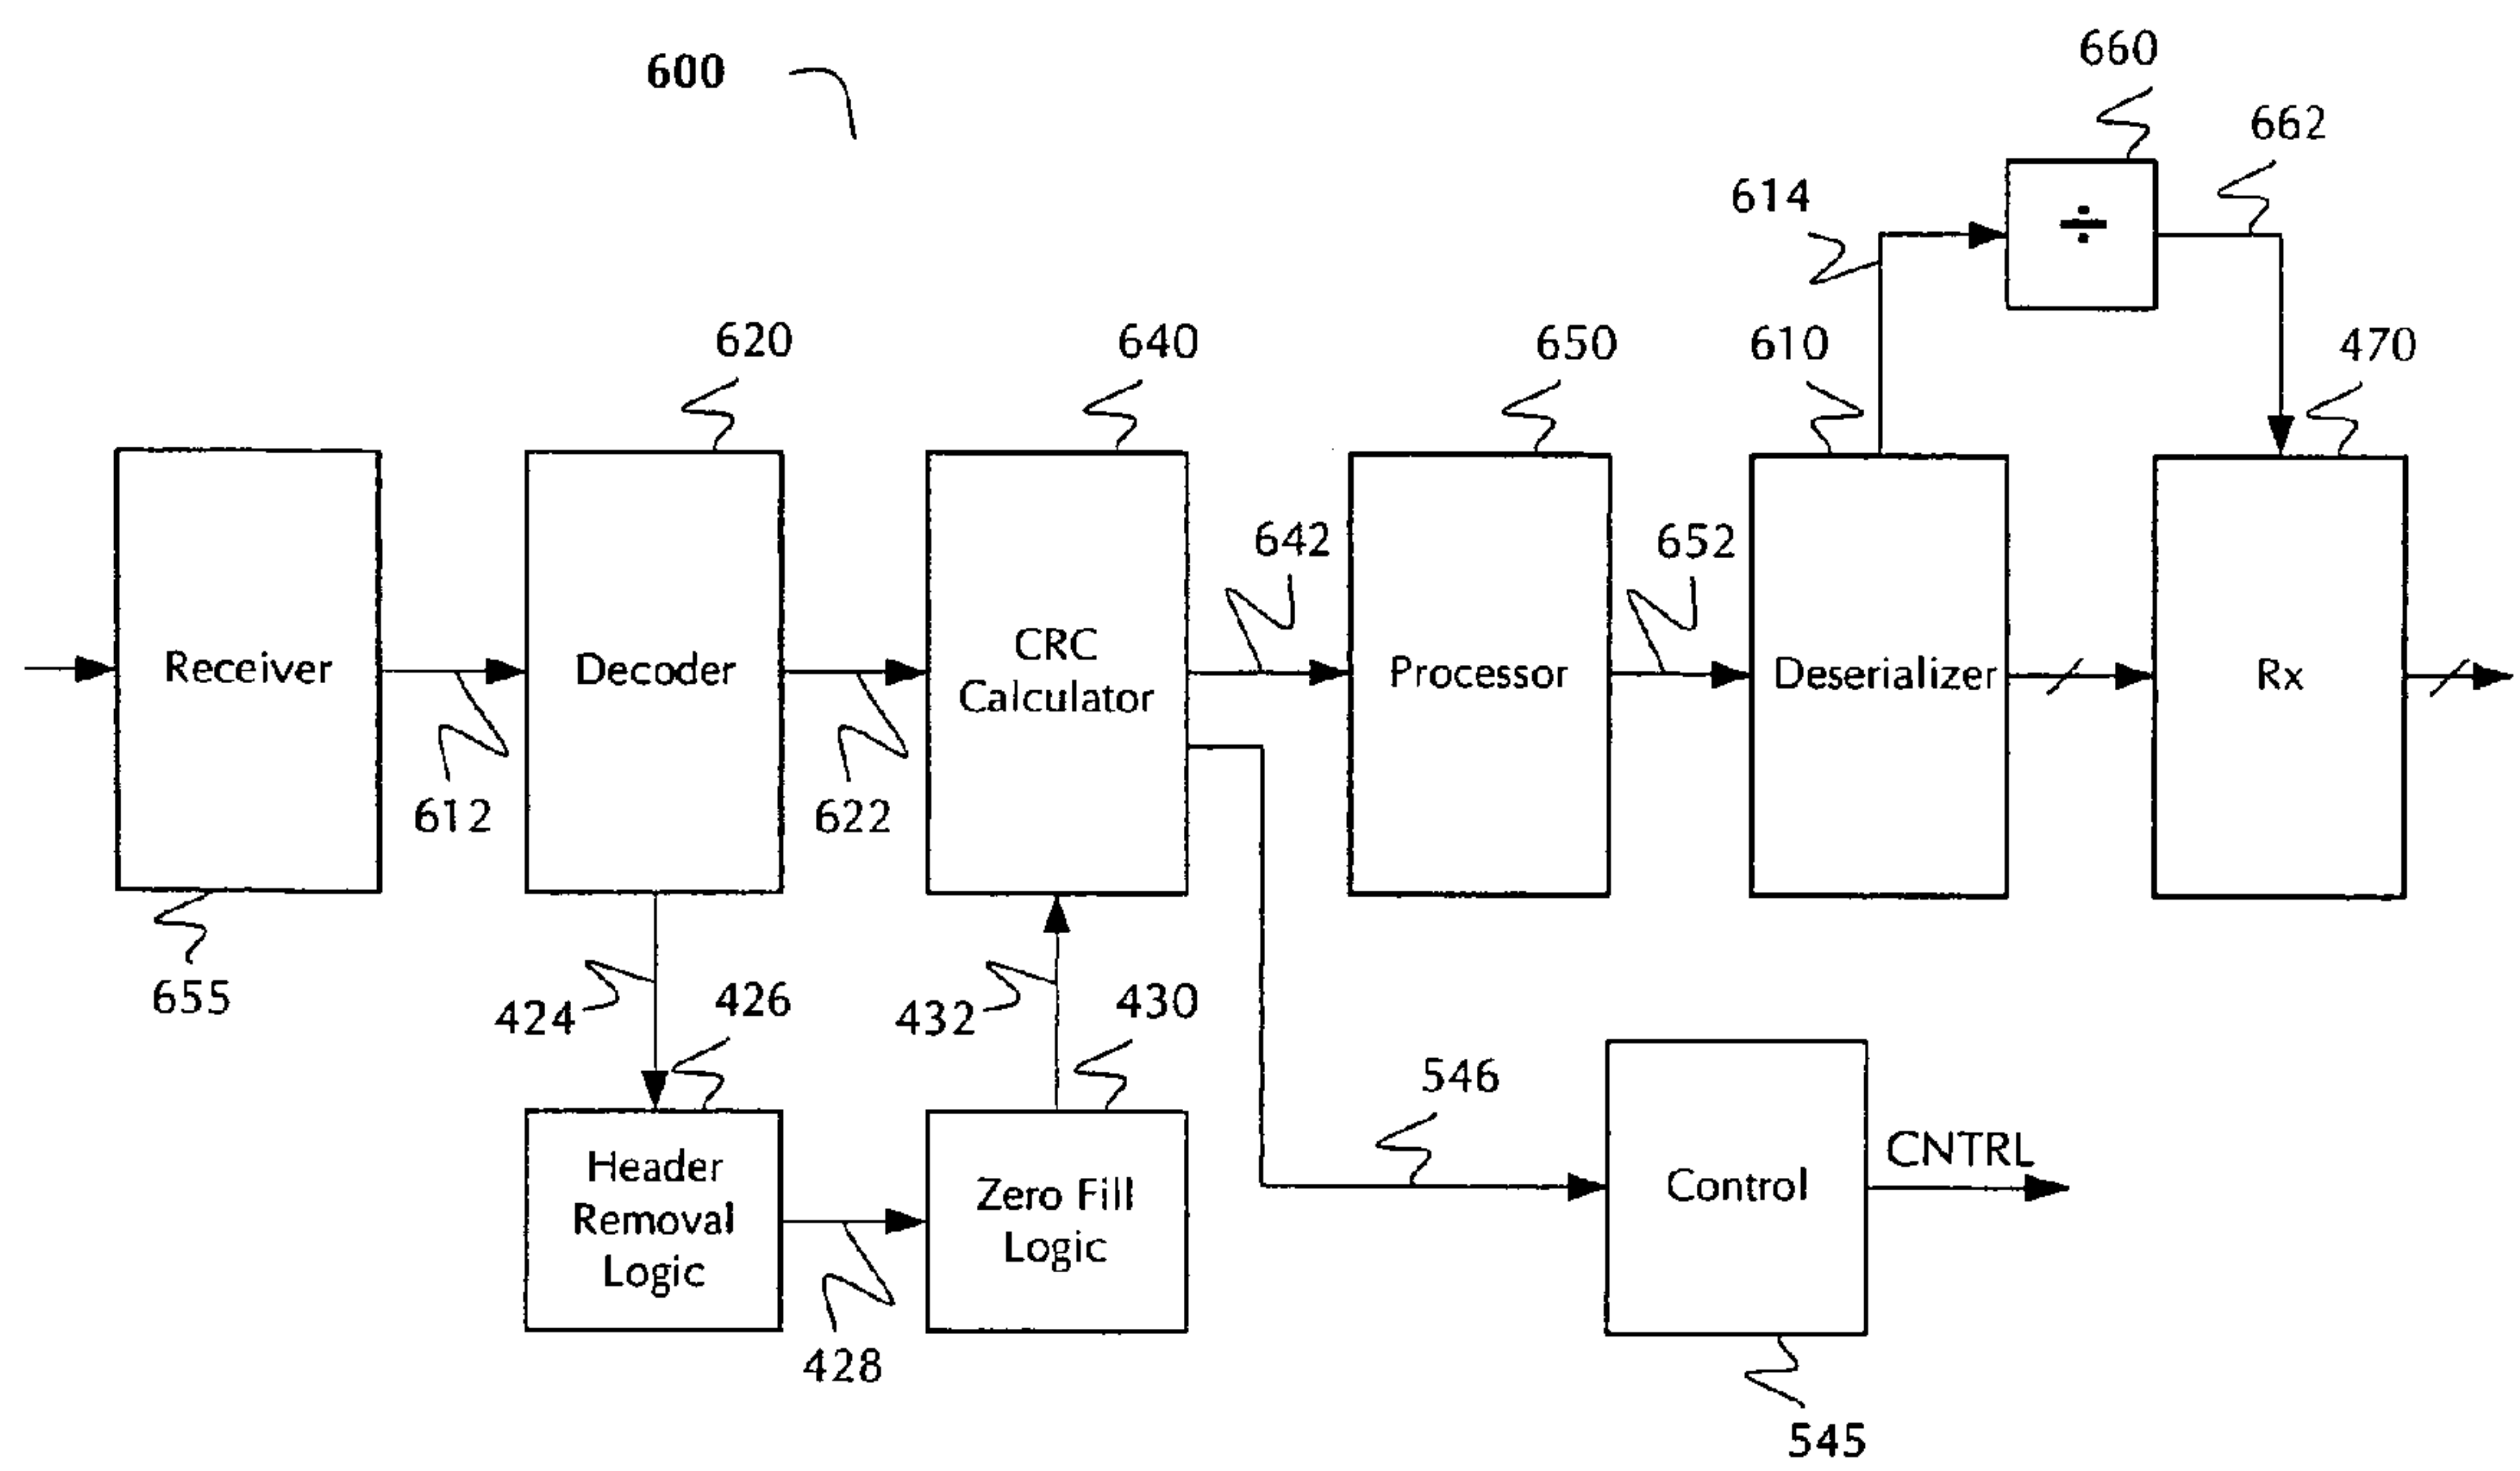 600
660
662
614
620
640
650
610
470
642
652
Receiver
Decoder
CRC
Calculator
Processor
Deserializer
Rx
÷
612
622
655
424
426
432
430
546
Header
Removal
Logic
Zero Fill
Logic
Control
CNTRL
428
545